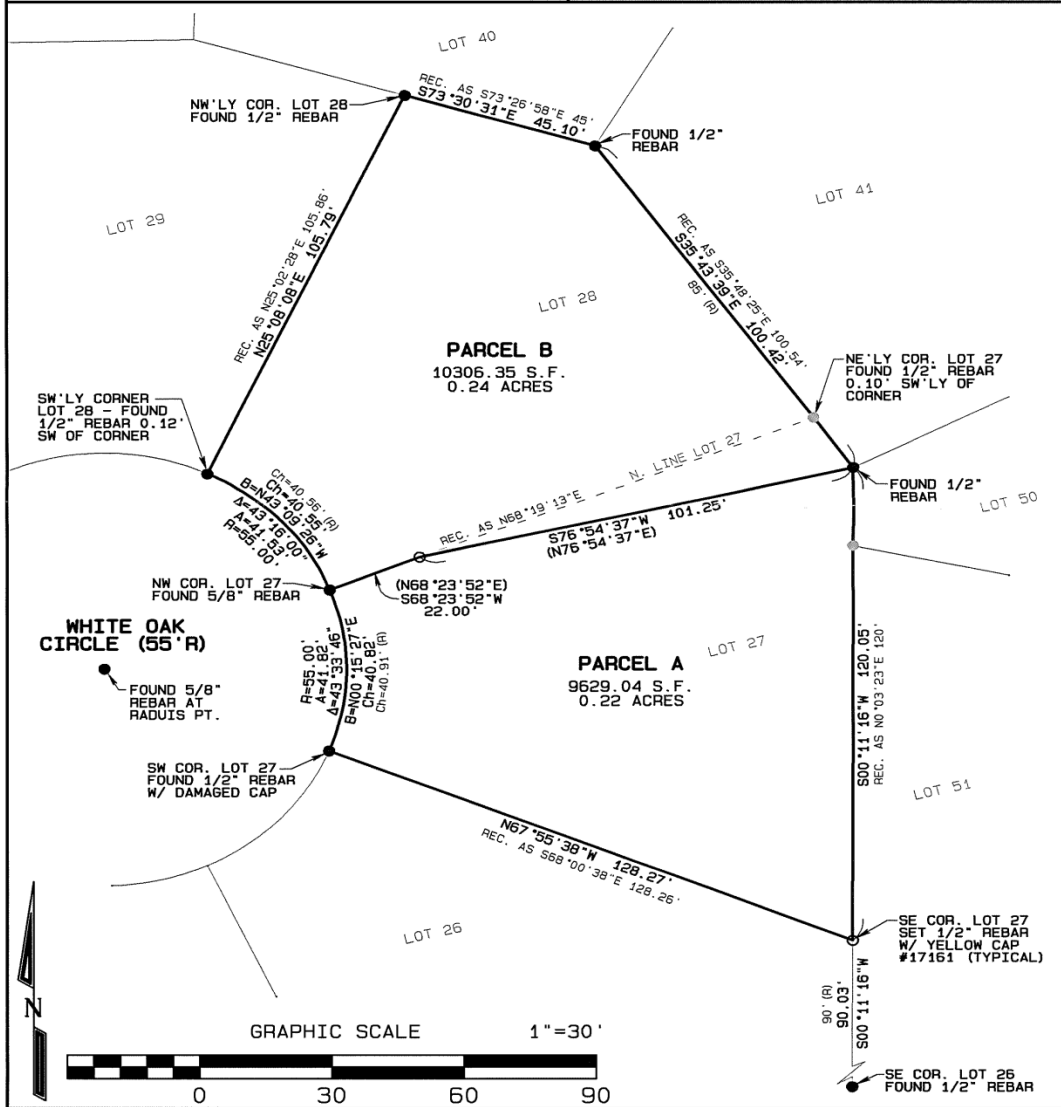 LOT 40
REC. AS S73°26'58"E 45'
S73°30'31"E 45.10'
NW'LY COR. LOT 28
FOUND 1/2" REBAR
FOUND 1/2"
REBAR
LOT 29
LOT 41
REC. AS N25°02'28"E 105.86'
N25°08'08"E 105.79'
REC. AS S35°48'25"E 100.54'
S35°43'39"E 100.42'
85' (R)
LOT 28
PARCEL B
10306.35 S.F.
0.24 ACRES
NE'LY COR. LOT 27
FOUND 1/2" REBAR
0.10' SW'LY OF
CORNER
SW'LY CORNER
LOT 28 - FOUND
1/2" REBAR 0.12'
SW OF CORNER
Ch=40.56' (R)
Ch=40.55'
B=N43°09'26"W
Δ=43°16'00"
A=41.53'
R=55.00'
REC. AS N68°19'13"E
N. LINE LOT 27
S76°54'37"W 101.25'
(N76°54'37"E)
FOUND 1/2"
REBAR
LOT 50
NW COR. LOT 27
FOUND 5/8" REBAR
(N68°23'52"E)
S68°23'52"W
22.00'
WHITE OAK
CIRCLE (55'R)
FOUND 5/8"
REBAR AT
RADUIS PT.
R=55.00'
A=41.82'
Δ=43°33'46"
B=N00°15'27"E
Ch=40.82'
Ch=40.91' (R)
PARCEL A
9629.04 S.F.
0.22 ACRES
LOT 27
S00°11'16"W 120.05'
REC. AS N0°03'23"E 120'
SW COR. LOT 27
FOUND 1/2" REBAR
W/ DAMAGED CAP
LOT 51
N67°55'38"W 128.27'
REC. AS S68°00'38"E 128.26'
LOT 26
SE COR. LOT 27
SET 1/2" REBAR
W/ YELLOW CAP
#17161 (TYPICAL)
90' (R)
90.03'
S00°11'16"W
N
GRAPHIC SCALE 1"=30'
0 30 60 90
SE COR. LOT 26
FOUND 1/2" REBAR